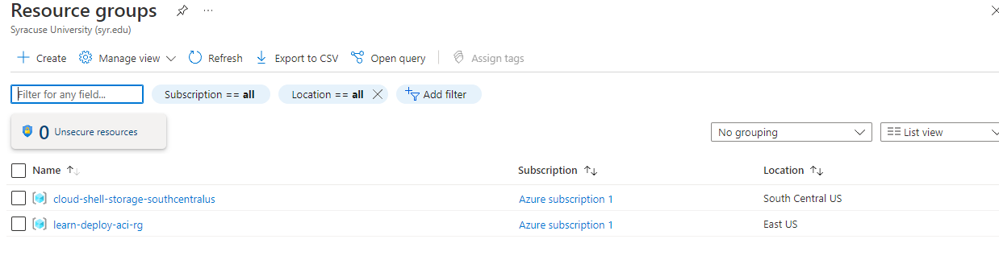 Resource groups
Syracuse University (syr.edu)
Create Manage view Refresh Export to CSV Open query Assign tags
Filter for any field... Subscription == all Location == all Add filter
0 Unsecure resources
No grouping List view
Name Subscription Location
cloud-shell-storage-southcentralus Azure subscription 1 South Central US
learn-deploy-aci-rg Azure subscription 1 East US